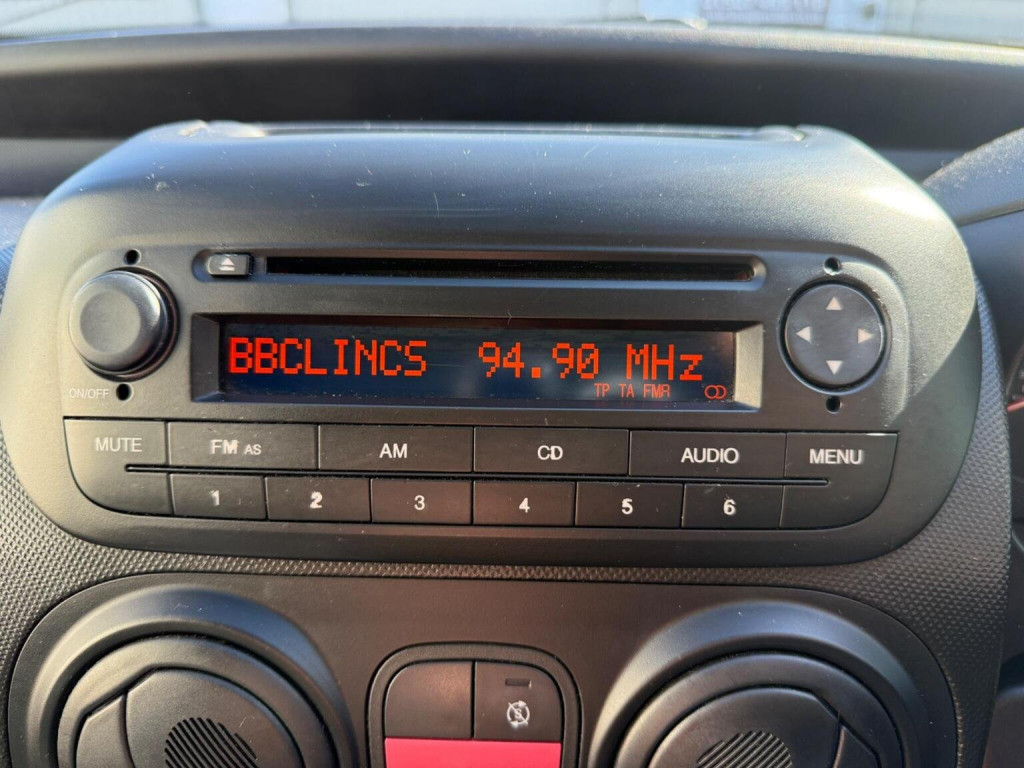 BBCLINCS 94.90 MHz
TP TA FMR
ON/OFF
MUTE FM AS AM CD AUDIO MENU
1 2 3 4 5 6
S